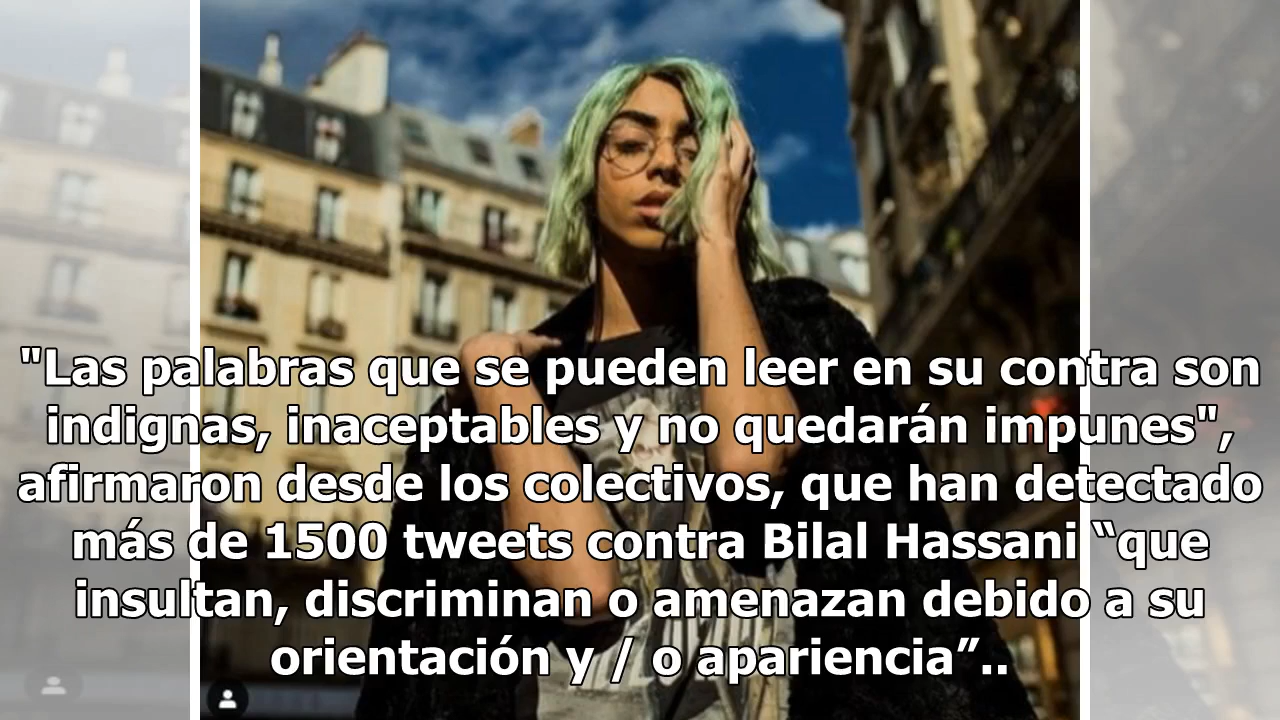 "Las palabras que se pueden leer en su contra son
indignas, inaceptables y no quedarán impunes",
afirmaron desde los colectivos, que han detectado
más de 1500 tweets contra Bilal Hassani “que
insultan, discriminan o amenazan debido a su
orientación y / o apariencia”..